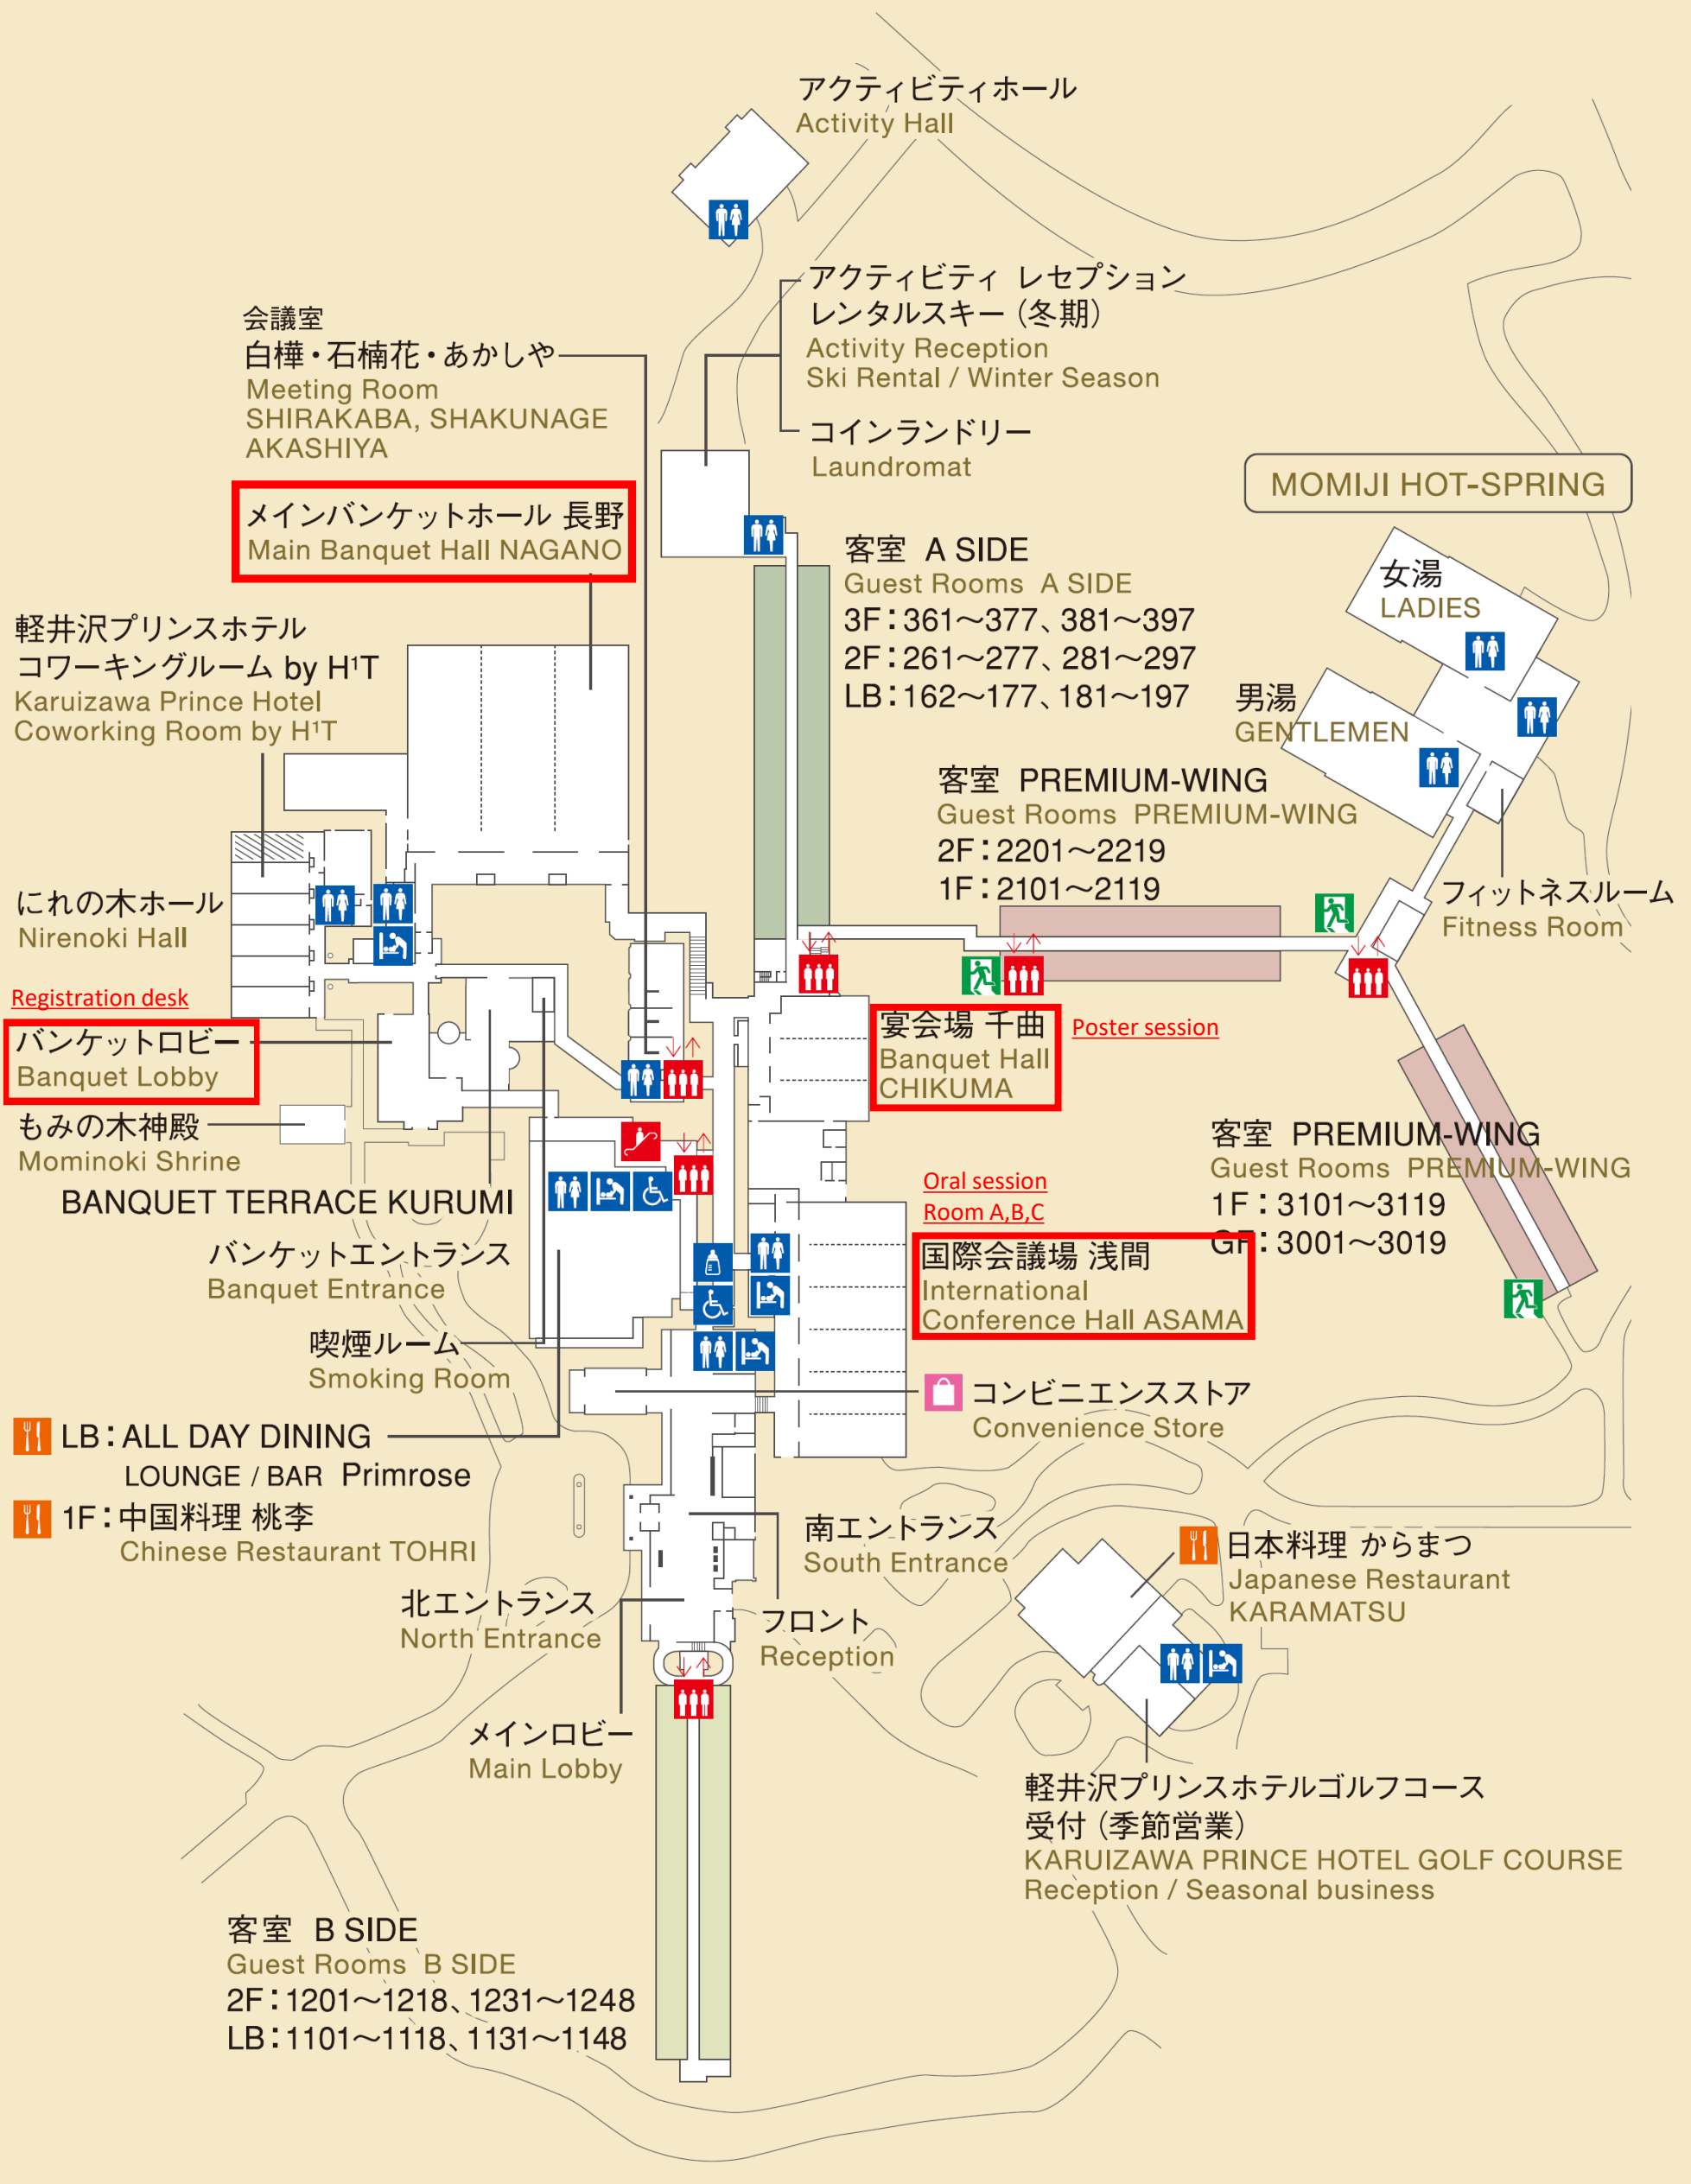 アクティビティホール
Activity Hall
アクティビティ レセプション
レンタルスキー（冬期）
Activity Reception
Ski Rental / Winter Season
コインランドリー
Laundromat
会議室
白樺・石楠花・あかしや
Meeting Room
SHIRAKABA, SHAKUNAGE
AKASHIYA
メインバンケットホール 長野
Main Banquet Hall NAGANO
MOMIJI HOT-SPRING
女湯
LADIES
男湯
GENTLEMEN
客室 A SIDE
Guest Rooms A SIDE
3F：361〜377、381〜397
2F：261〜277、281〜297
LB：162〜177、181〜197
軽井沢プリンスホテル
コワーキングルーム by H¹T
Karuizawa Prince Hotel
Coworking Room by H¹T
客室 PREMIUM-WING
Guest Rooms PREMIUM-WING
2F：2201〜2219
1F：2101〜2119
フィットネスルーム
Fitness Room
にれの木ホール
Nirenoki Hall
Registration desk
バンケットロビー
Banquet Lobby
宴会場 千曲
Banquet Hall
CHIKUMA
Poster session
もみの木神殿
Mominoki Shrine
客室 PREMIUM-WING
Guest Rooms PREMIUM-WING
1F：3101〜3119
GF：3001〜3019
BANQUET TERRACE KURUMI
Oral session
Room A,B,C
国際会議場 浅間
International
Conference Hall ASAMA
バンケットエントランス
Banquet Entrance
喫煙ルーム
Smoking Room
コンビニエンスストア
Convenience Store
LB：ALL DAY DINING
LOUNGE / BAR Primrose
1F：中国料理 桃李
Chinese Restaurant TOHRI
南エントランス
South Entrance
日本料理 からまつ
Japanese Restaurant
KARAMATSU
北エントランス
North Entrance
フロント
Reception
メインロビー
Main Lobby
軽井沢プリンスホテルゴルフコース
受付（季節営業）
KARUIZAWA PRINCE HOTEL GOLF COURSE
Reception / Seasonal business
客室 B SIDE
Guest Rooms B SIDE
2F：1201〜1218、1231〜1248
LB：1101〜1118、1131〜1148